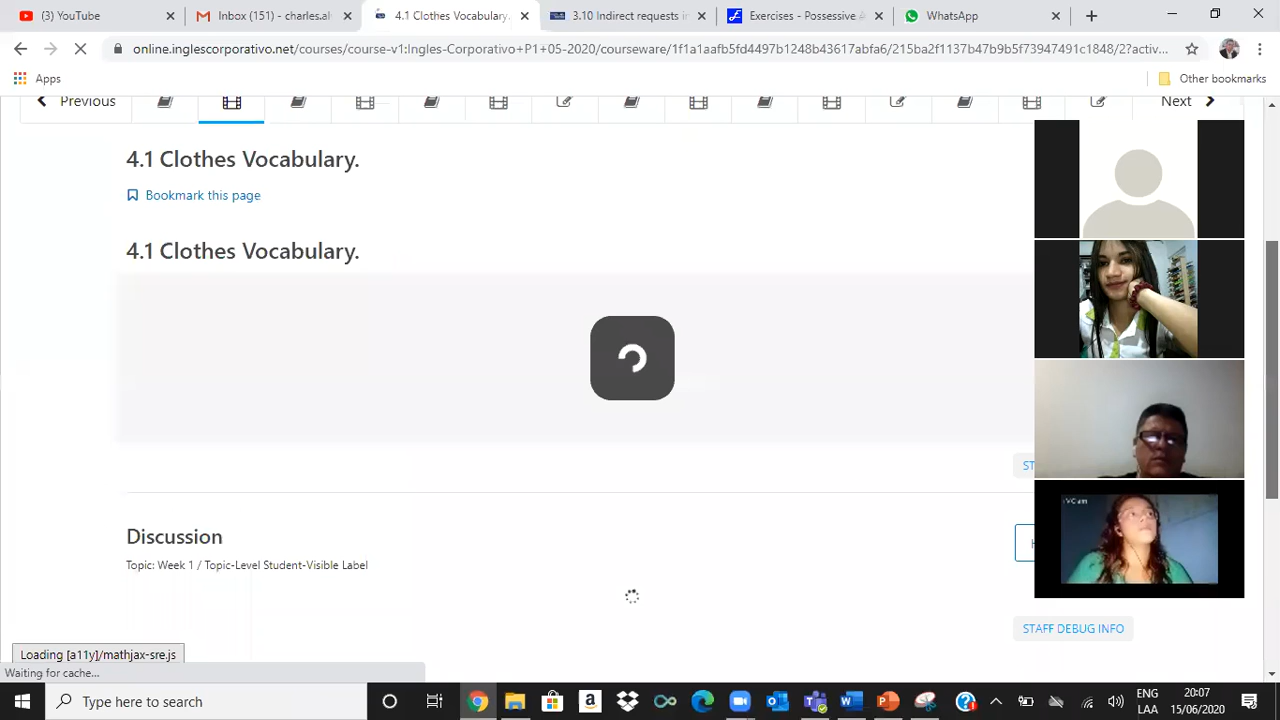 (3) YouTube
Inbox (151) - chcfles.al
4.1 Clothes Vocabulary.
3.10 Indirect requests i
Exercises - Possessive
WhatsApp
online.inglescorporativo.net/courses/course-v1:Ingles-Corporativo+P1+05-2020/courseware/1f1a1aafb5fd4497b1248b43617abfa6/215ba2f1137b47b9b5f73947491c1848/2?activ...
Apps
Other bookmarks
Previous
Next
4.1 Clothes Vocabulary.
Bookmark this page
4.1 Clothes Vocabulary.
ST
Discussion
H
Topic: Week 1 / Topic-Level Student-Visible Label
VCam
STAFF DEBUG INFO
Loading [a11y]/mathjax-sre.js
Waiting for cache...
Type here to search
ENG
LAA
20:07
15/06/2020